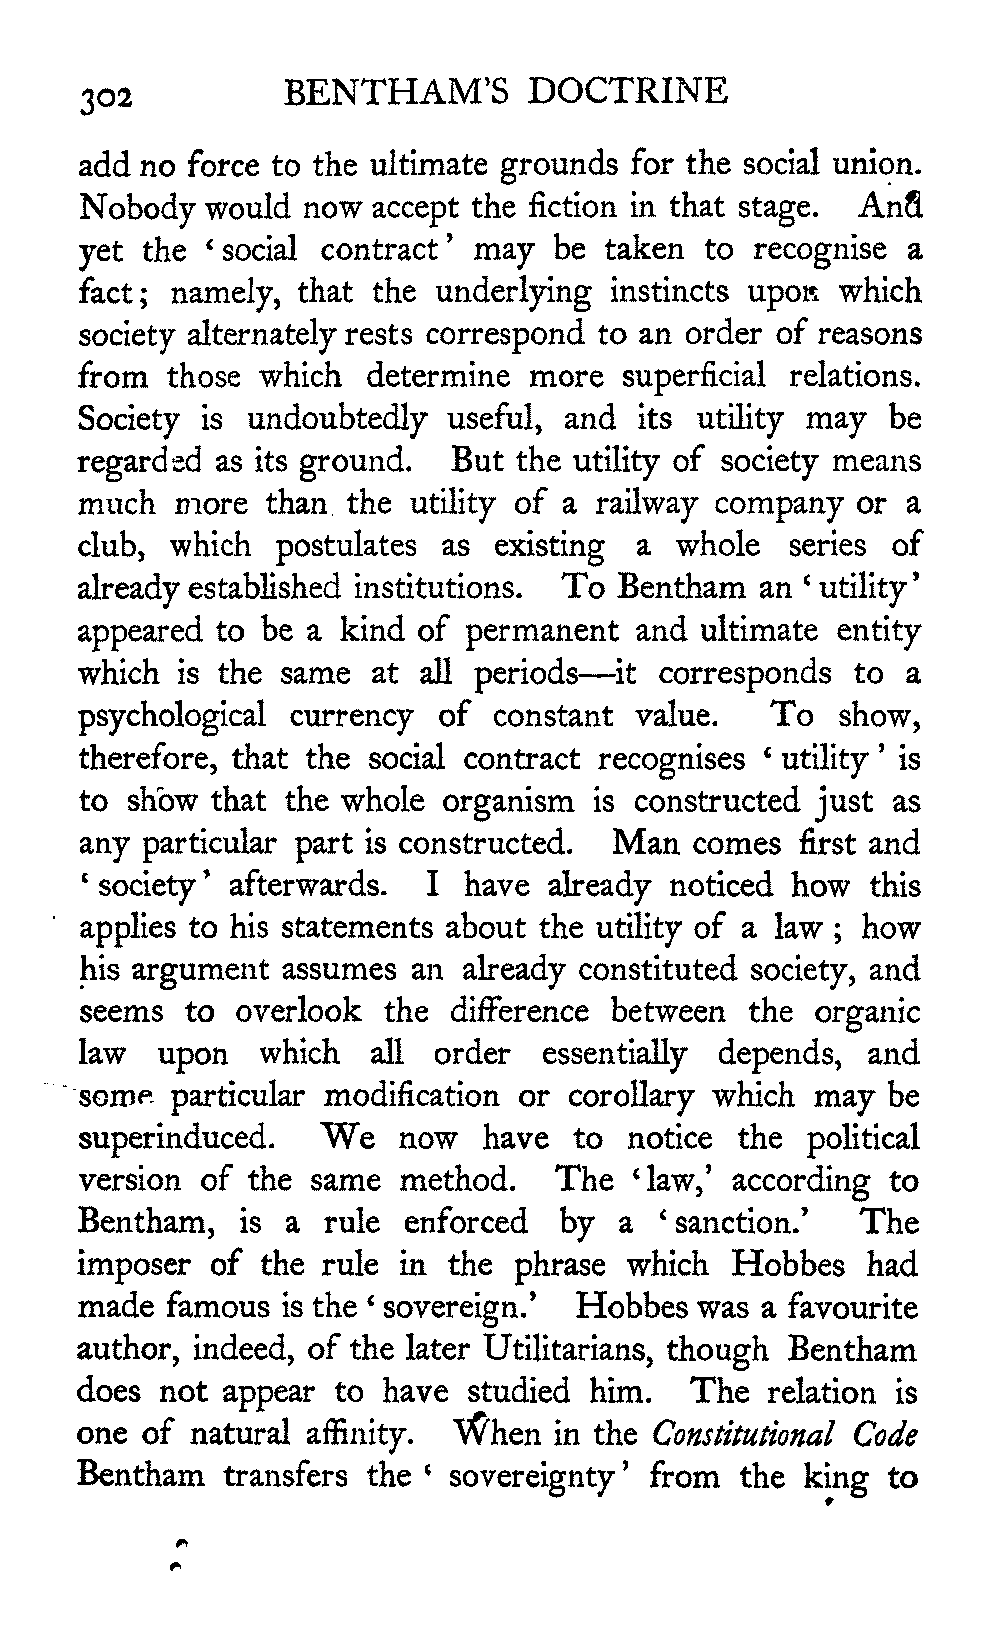 302 BENTHAM'S DOCTRINE
add no force to the ultimate grounds for the social union.
Nobody would now accept the fiction in that stage. And
yet the ‘social contract’ may be taken to recognise a
fact; namely, that the underlying instincts upon which
society alternately rests correspond to an order of reasons
from those which determine more superficial relations.
Society is undoubtedly useful, and its utility may be
regarded as its ground. But the utility of society means
much more than the utility of a railway company or a
club, which postulates as existing a whole series of
already established institutions. To Bentham an ‘utility’
appeared to be a kind of permanent and ultimate entity
which is the same at all periods—it corresponds to a
psychological currency of constant value. To show,
therefore, that the social contract recognises ‘utility’ is
to show that the whole organism is constructed just as
any particular part is constructed. Man comes first and
‘society’ afterwards. I have already noticed how this
applies to his statements about the utility of a law; how
his argument assumes an already constituted society, and
seems to overlook the difference between the organic
law upon which all order essentially depends, and
some particular modification or corollary which may be
superinduced. We now have to notice the political
version of the same method. The ‘law,’ according to
Bentham, is a rule enforced by a ‘sanction.’ The
imposer of the rule in the phrase which Hobbes had
made famous is the ‘sovereign.’ Hobbes was a favourite
author, indeed, of the later Utilitarians, though Bentham
does not appear to have studied him. The relation is
one of natural affinity. When in the Constitutional Code
Bentham transfers the ‘sovereignty’ from the king to